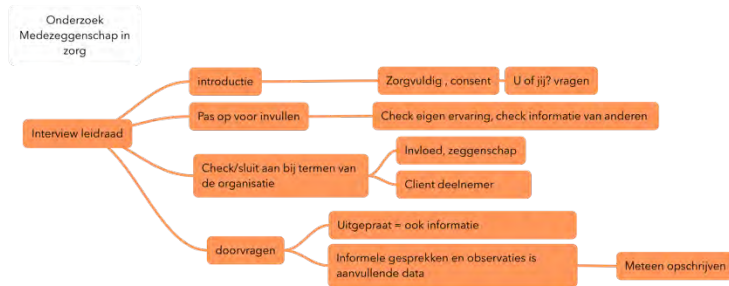 Onderzoek
Medezeggenschap in
zorg
introductie
Zorgvuldig , consent
U of jij? vragen
Pas op voor invullen
Check eigen ervaring, check informatie van anderen
Interview leidraad
Check/sluit aan bij termen van
de organisatie
Invloed, zeggenschap
Client deelnemer
doorvragen
Uitgepraat = ook informatie
Informele gesprekken en observaties is
aanvullende data
Meteen opschrijven